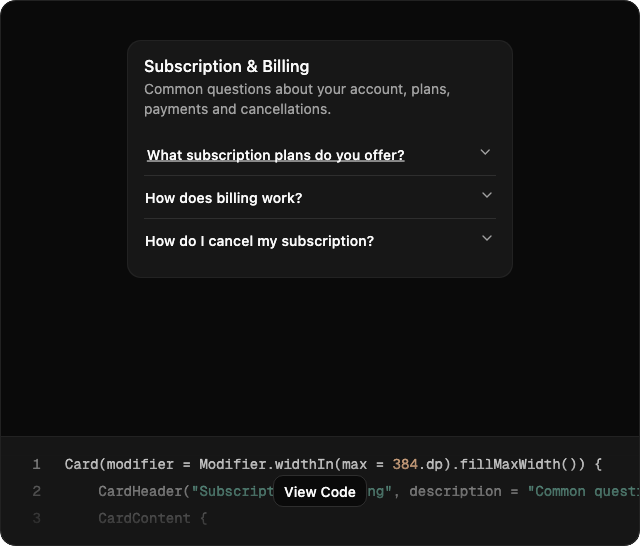 Subscription & Billing
Common questions about your account, plans,
payments and cancellations.
What subscription plans do you offer?
How does billing work?
How do I cancel my subscription?
1 Card(modifier = Modifier.widthIn(max = 384.dp).fillMaxWidth()) {
2 CardHeader("Subscript ng", description = "Common questi
View Code
3 CardContent {